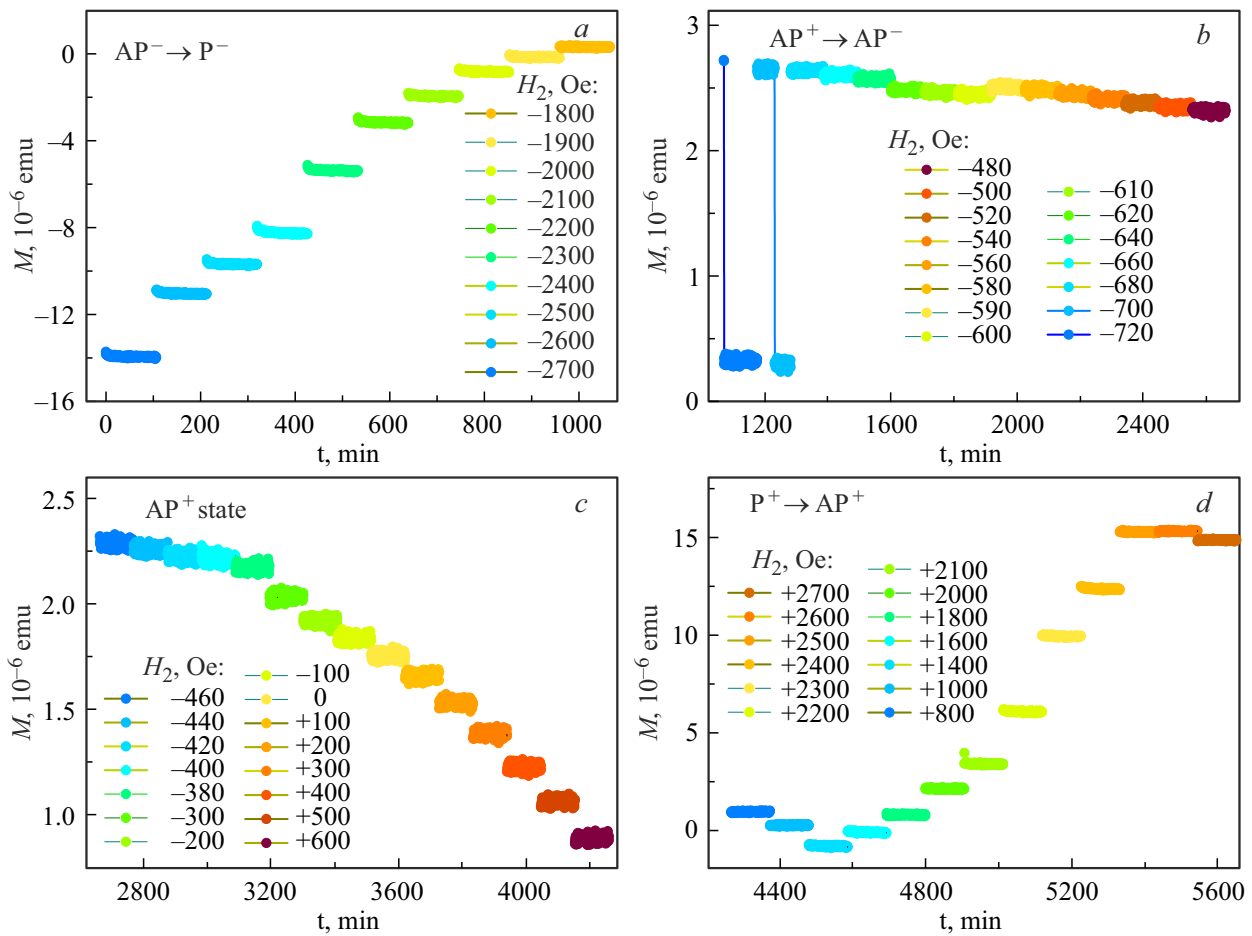 a
AP⁻ → P⁻
H₂, Oe:
–1800
–1900
–2000
–2100
–2200
–2300
–2400
–2500
–2600
–2700
0
–4
–8
–12
–16
M, 10⁻⁶ emu
0 200 400 600 800 1000
t, min
b
AP⁺ → AP⁻
H₂, Oe:
–480
–500
–520
–540
–560
–580
–590
–600
–610
–620
–640
–660
–680
–700
–720
3
2
1
0
M, 10⁻⁶ emu
1200 1600 2000 2400
t, min
c
AP⁺ state
H₂, Oe:
–460
–440
–420
–400
–380
–300
–200
–100
0
+100
+200
+300
+400
+500
+600
2.5
2.0
1.5
1.0
M, 10⁻⁶ emu
2800 3200 3600 4000
t, min
d
P⁺ → AP⁺
H₂, Oe:
+2700
+2600
+2500
+2400
+2300
+2200
+2100
+2000
+1800
+1600
+1400
+1000
+800
15
10
5
0
M, 10⁻⁶ emu
4400 4800 5200 5600
t, min